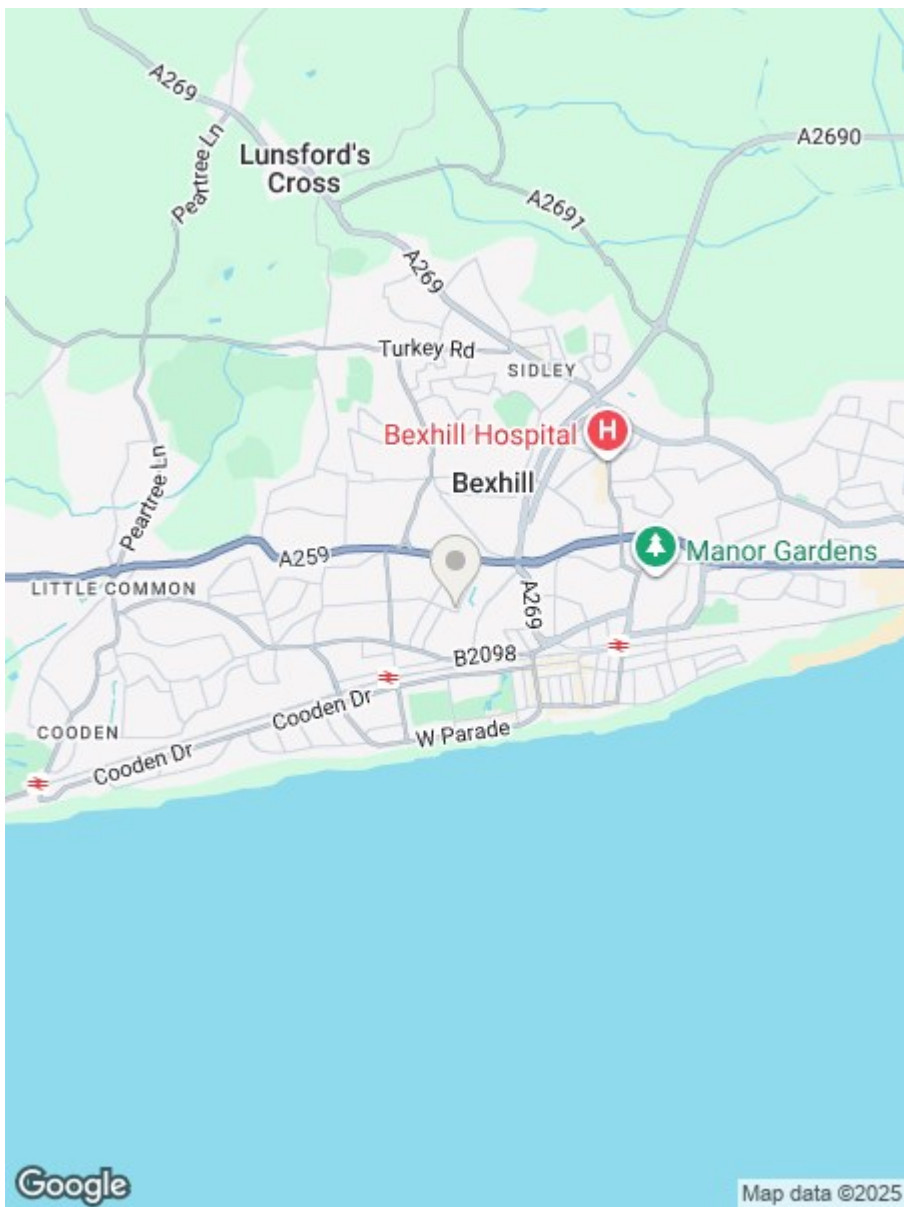 A269
Peartree Ln
Lunsford's
Cross
A2690
A2691
A269
Turkey Rd
SIDLEY
Bexhill Hospital
H
Bexhill
Peartree Ln
A259
Manor Gardens
LITTLE COMMON
A269
B2098
Cooden Dr
W Parade
COODEN
Cooden Dr
Google
Map data ©2025